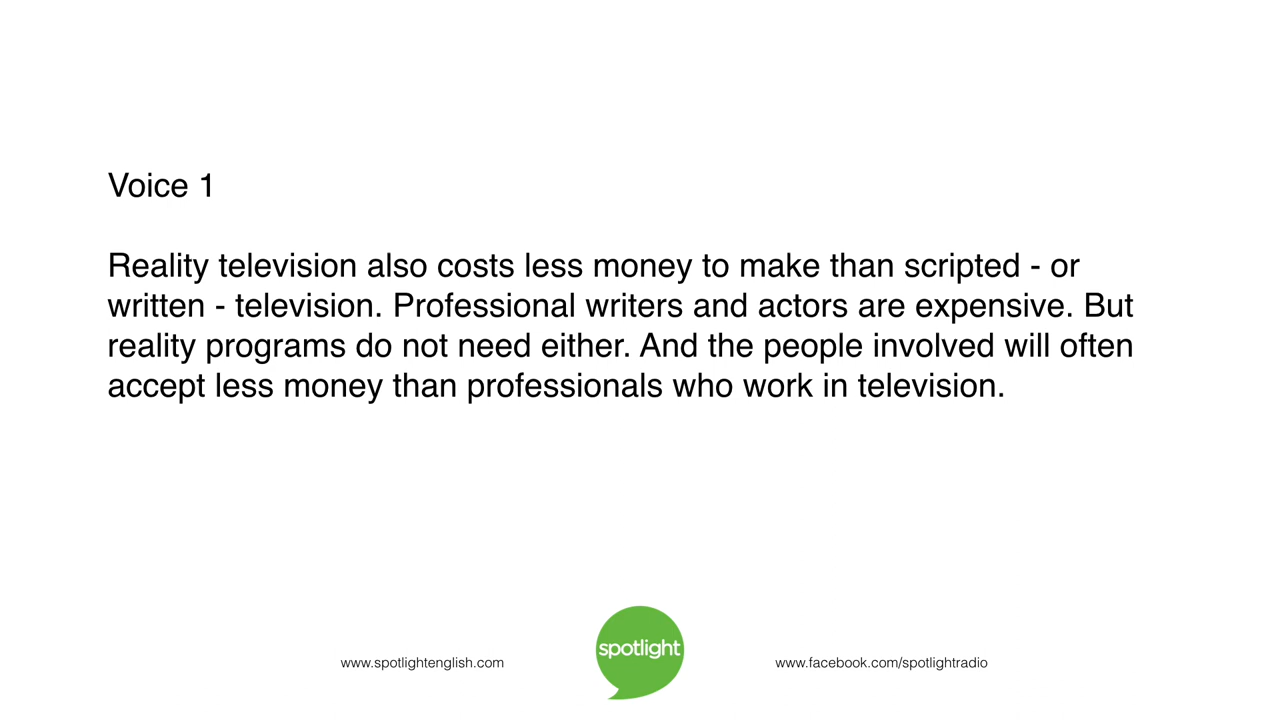 Voice 1
Reality television also costs less money to make than scripted - or
written - television. Professional writers and actors are expensive. But
reality programs do not need either. And the people involved will often
accept less money than professionals who work in television.
spotlight
www.spotlightenglish.com
www.facebook.com/spotlightradio